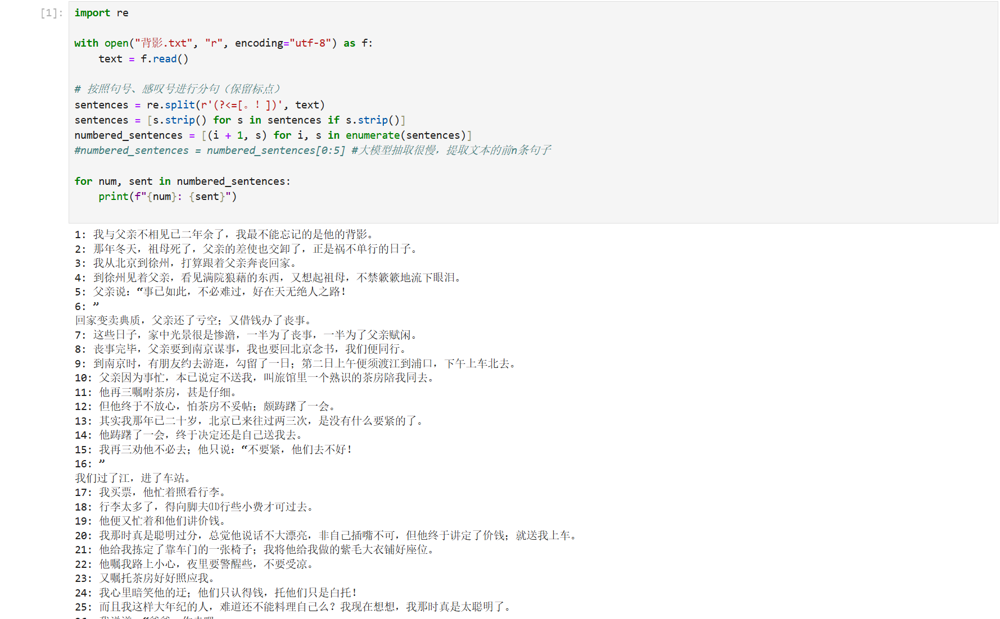 [1]:
import re
with open("背影.txt", "r", encoding="utf-8") as f:
    text = f.read()
# 按照句号、感叹号进行分句（保留标点）
sentences = re.split(r'(?<=[。！])', text)
sentences = [s.strip() for s in sentences if s.strip()]
numbered_sentences = [(i + 1, s) for i, s in enumerate(sentences)]
#numbered_sentences = numbered_sentences[0:5] #大模型抽取很慢，提取文本的前n条句子
for num, sent in numbered_sentences:
    print(f"{num}: {sent}")
1: 我与父亲不相见已二年余了，我最不能忘记的是他的背影。
2: 那年冬天，祖母死了，父亲的差使也交卸了，正是祸不单行的日子。
3: 我从北京到徐州，打算跟着父亲奔丧回家。
4: 到徐州见着父亲，看见满院狼藉的东西，又想起祖母，不禁簌簌地流下眼泪。
5: 父亲说：“事已如此，不必难过，好在天无绝人之路！
6: ”
回家变卖典质，父亲还了亏空；又借钱办了丧事。
7: 这些日子，家中光景很是惨澹，一半为了丧事，一半为了父亲赋闲。
8: 丧事完毕，父亲要到南京谋事，我也要回北京念书，我们便同行。
9: 到南京时，有朋友约去游逛，勾留了一日；第二日上午便须渡江到浦口，下午上车北去。
10: 父亲因为事忙，本已说定不送我，叫旅馆里一个熟识的茶房陪我同去。
11: 他再三嘱咐茶房，甚是仔细。
12: 但他终于不放心，怕茶房不妥帖；颇踌躇了一会。
13: 其实我那年已二十岁，北京已来往过两三次，是没有什么要紧的了。
14: 他踌躇了一会，终于决定还是自己送我去。
15: 我再三劝他不必去；他只说：“不要紧，他们去不好！
16: ”
我们过了江，进了车站。
17: 我买票，他忙着照看行李。
18: 行李太多了，得向脚夫⑾行些小费才可过去。
19: 他便又忙着和他们讲价钱。
20: 我那时真是聪明过分，总觉他说话不大漂亮，非自己插嘴不可，但他终于讲定了价钱；就送我上车。
21: 他给我拣定了靠车门的一张椅子；我将他给我做的紫毛大衣铺好座位。
22: 他嘱我路上小心，夜里要警醒些，不要受凉。
23: 又嘱托茶房好好照应我。
24: 我心里暗笑他的迂；他们只认得钱，托他们只是白托！
25: 而且我这样大年纪的人，难道还不能料理自己么？我现在想想，我那时真是太聪明了。